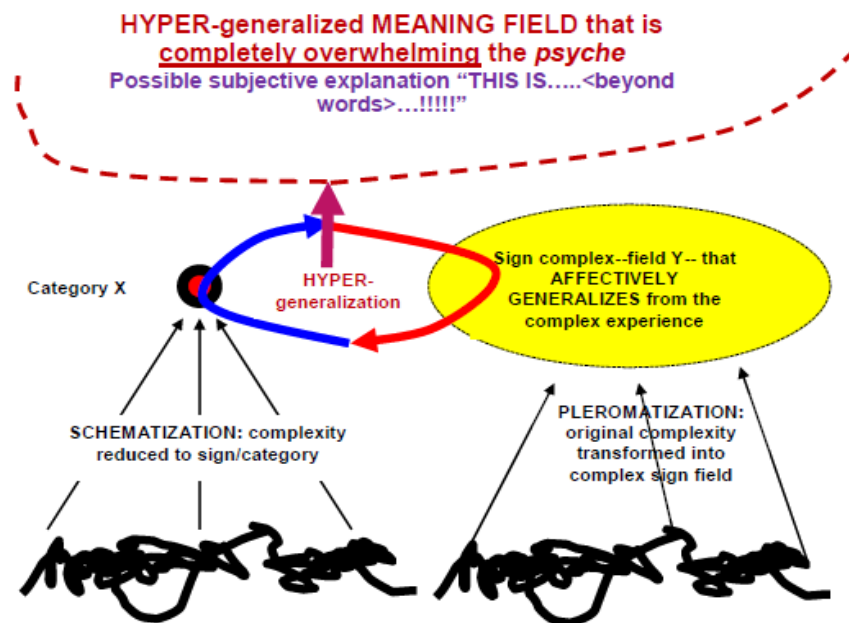 HYPER-generalized MEANING FIELD that is
completely overwhelming the psyche
Possible subjective explanation “THIS IS…..<beyond
words>…!!!!!”
Category X
HYPER-
generalization
Sign complex--field Y-- that
AFFECTIVELY
GENERALIZES from the
complex experience
SCHEMATIZATION: complexity
reduced to sign/category
PLEROMATIZATION:
original complexity
transformed into
complex sign field